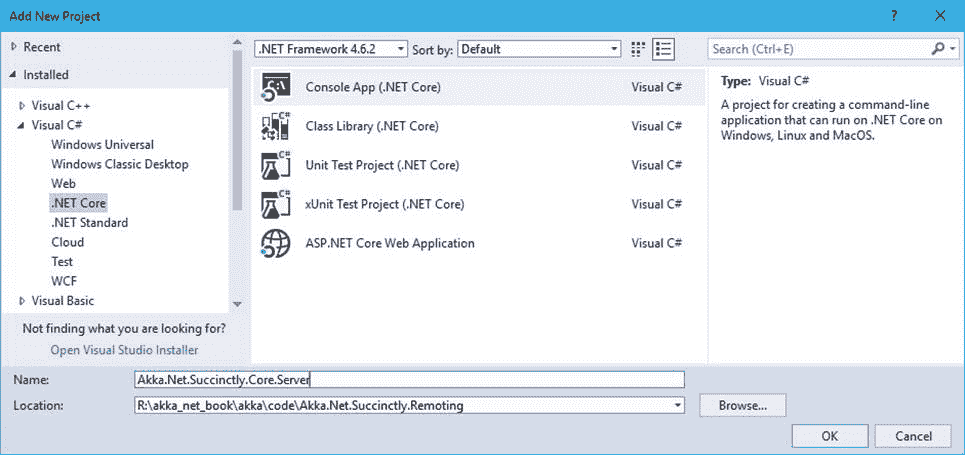 Add New Project
?
Recent
Installed
Visual C++
Visual C#
Windows Universal
Windows Classic Desktop
Web
.NET Core
.NET Standard
Cloud
Test
WCF
Visual Basic
Not finding what you are looking for?
Open Visual Studio Installer
.NET Framework 4.6.2 Sort by: Default
Console App (.NET Core) Visual C#
Class Library (.NET Core) Visual C#
Unit Test Project (.NET Core) Visual C#
xUnit Test Project (.NET Core) Visual C#
ASP.NET Core Web Application Visual C#
Search (Ctrl+E)
Type: Visual C#
A project for creating a command-line
application that can run on .NET Core on
Windows, Linux and MacOS.
Name: Akka.Net.Succinctly.Core.Server
Location: R:\akka_net_book\akka\code\Akka.Net.Succinctly.Remoting Browse...
OK Cancel